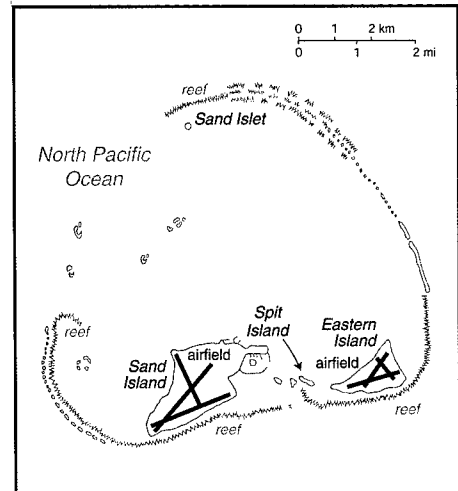 0 1 2 km
0 1 2 mi
reef
Sand Islet
North Pacific
Ocean
reef
Spit
Island
Eastern
Island
airfield
Sand
Island
airfield
reef
reef